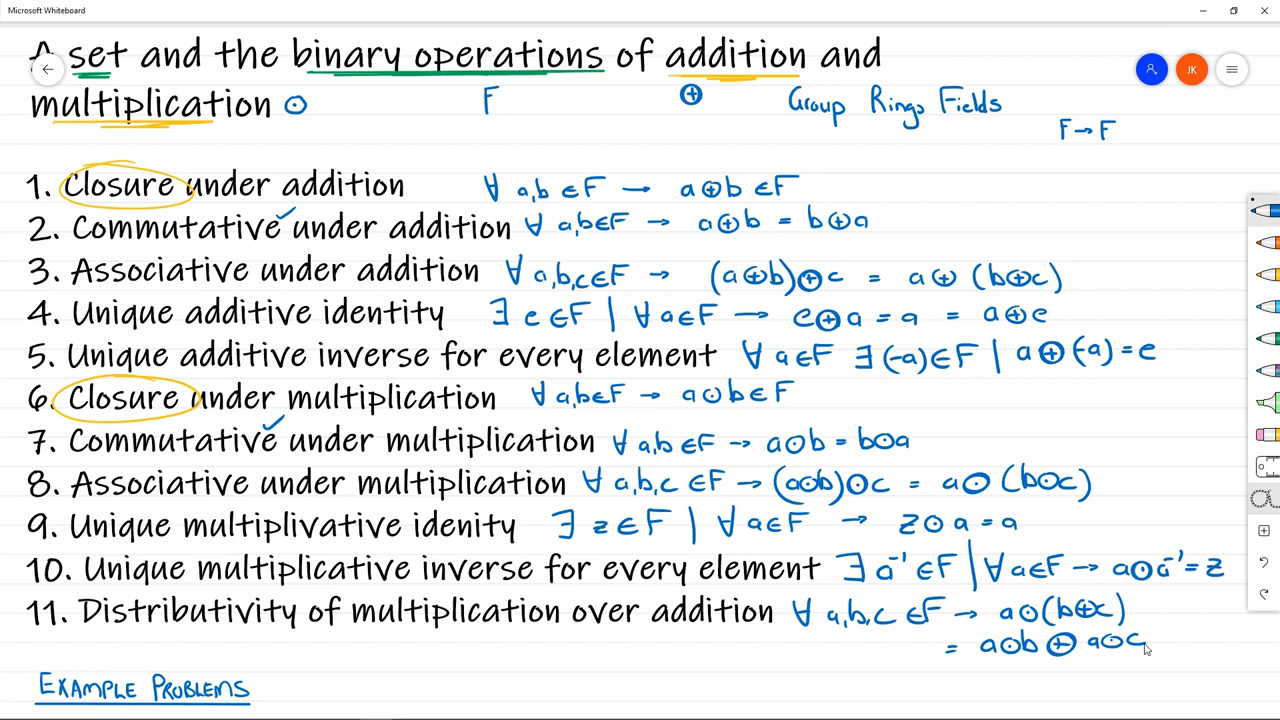 Microsoft Whiteboard
A set and the binary operations of addition and
multiplication ⊙ F ⊕ Group Rings Fields
F→F
JK
1. Closure under addition ∀ a,b ∈ F → a⊕b ∈ F
2. Commutative under addition ∀ a,b ∈ F → a⊕b = b⊕a
3. Associative under addition ∀ a,b,c ∈ F → (a⊕b)⊕c = a⊕(b⊕c)
4. Unique additive identity ∃ e ∈ F | ∀ a ∈ F → e⊕a = a = a⊕e
5. Unique additive inverse for every element ∀ a ∈ F ∃ (-a) ∈ F | a⊕(-a) = e
6. Closure under multiplication ∀ a,b ∈ F → a⊙b ∈ F
7. Commutative under multiplication ∀ a,b ∈ F → a⊙b = b⊙a
8. Associative under multiplication ∀ a,b,c ∈ F → (a⊙b)⊙c = a⊙(b⊙c)
9. Unique multiplivative idenity ∃ z ∈ F | ∀ a ∈ F → z⊙a = a
10. Unique multiplicative inverse for every element ∃ a⁻¹ ∈ F | ∀ a ∈ F → a⊙a⁻¹ = z
11. Distributivity of multiplication over addition ∀ a,b,c ∈ F → a⊙(b⊕c)
= a⊙b ⊕ a⊙c
EXAMPLE PROBLEMS